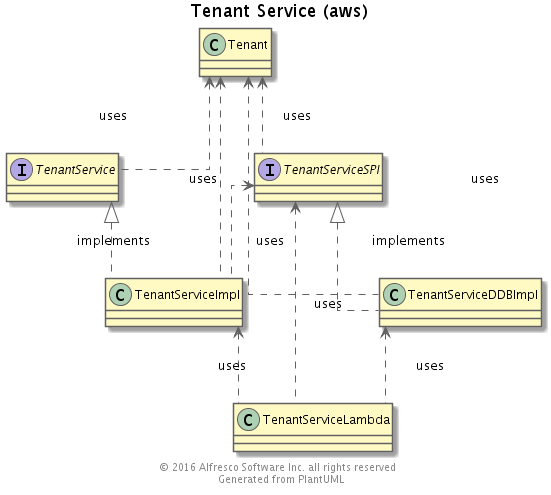 Tenant Service (aws)
C Tenant
uses
uses
I TenantService
uses
I TenantServiceSPI
uses
implements
uses
implements
C TenantServiceImpl
uses
C TenantServiceDDBImpl
uses
uses
C TenantServiceLambda
© 2016 Alfresco Software Inc. all rights reserved
Generated from PlantUML